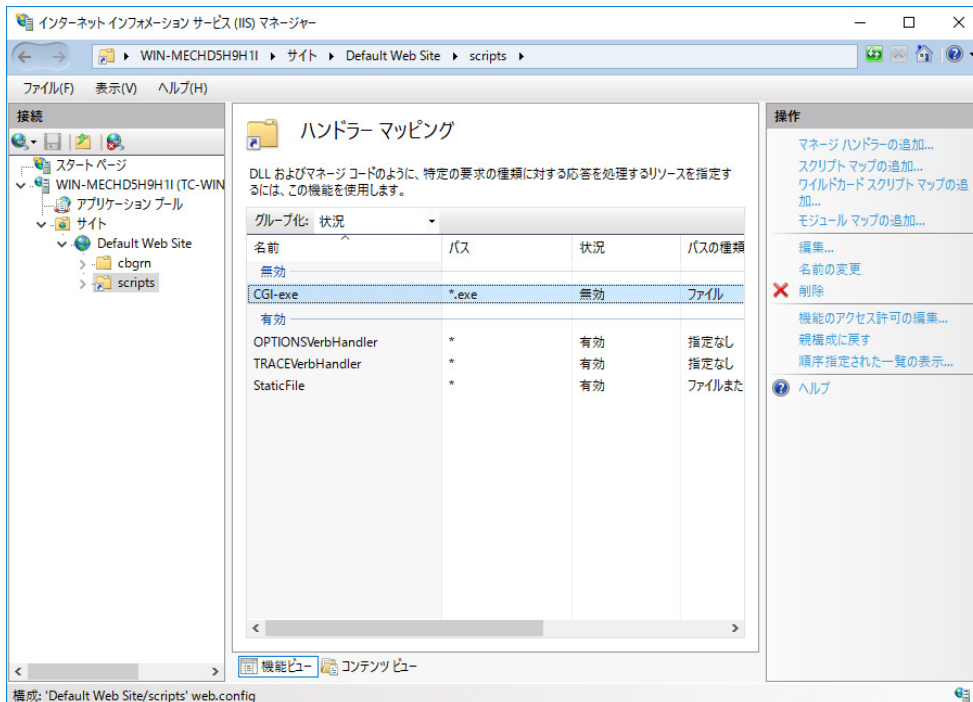 インターネット インフォメーション サービス (IIS) マネージャー
WIN-MECHD5H9H1I サイト Default Web Site scripts
ファイル(F) 表示(V) ヘルプ(H)
接続
スタート ページ
WIN-MECHD5H9H1I (TC-WIN
アプリケーション プール
サイト
Default Web Site
cbgrn
scripts
ハンドラー マッピング
DLL およびマネージ コードのように、特定の要求の種類に対する応答を処理するリソースを指定す
るには、この機能を使用します。
グループ化: 状況
名前 パス 状況 パスの種類
無効
CGI-exe *.exe 無効 ファイル
有効
OPTIONSVerbHandler * 有効 指定なし
TRACEVerbHandler * 有効 指定なし
StaticFile * 有効 ファイルまた
機能ビュー コンテンツ ビュー
操作
マネージ ハンドラーの追加...
スクリプト マップの追加...
ワイルドカード スクリプト マップの追
加...
モジュール マップの追加...
編集...
名前の変更
削除
機能のアクセス許可の編集...
親構成に戻す
順序指定された一覧の表示...
ヘルプ
構成: 'Default Web Site/scripts' web.config